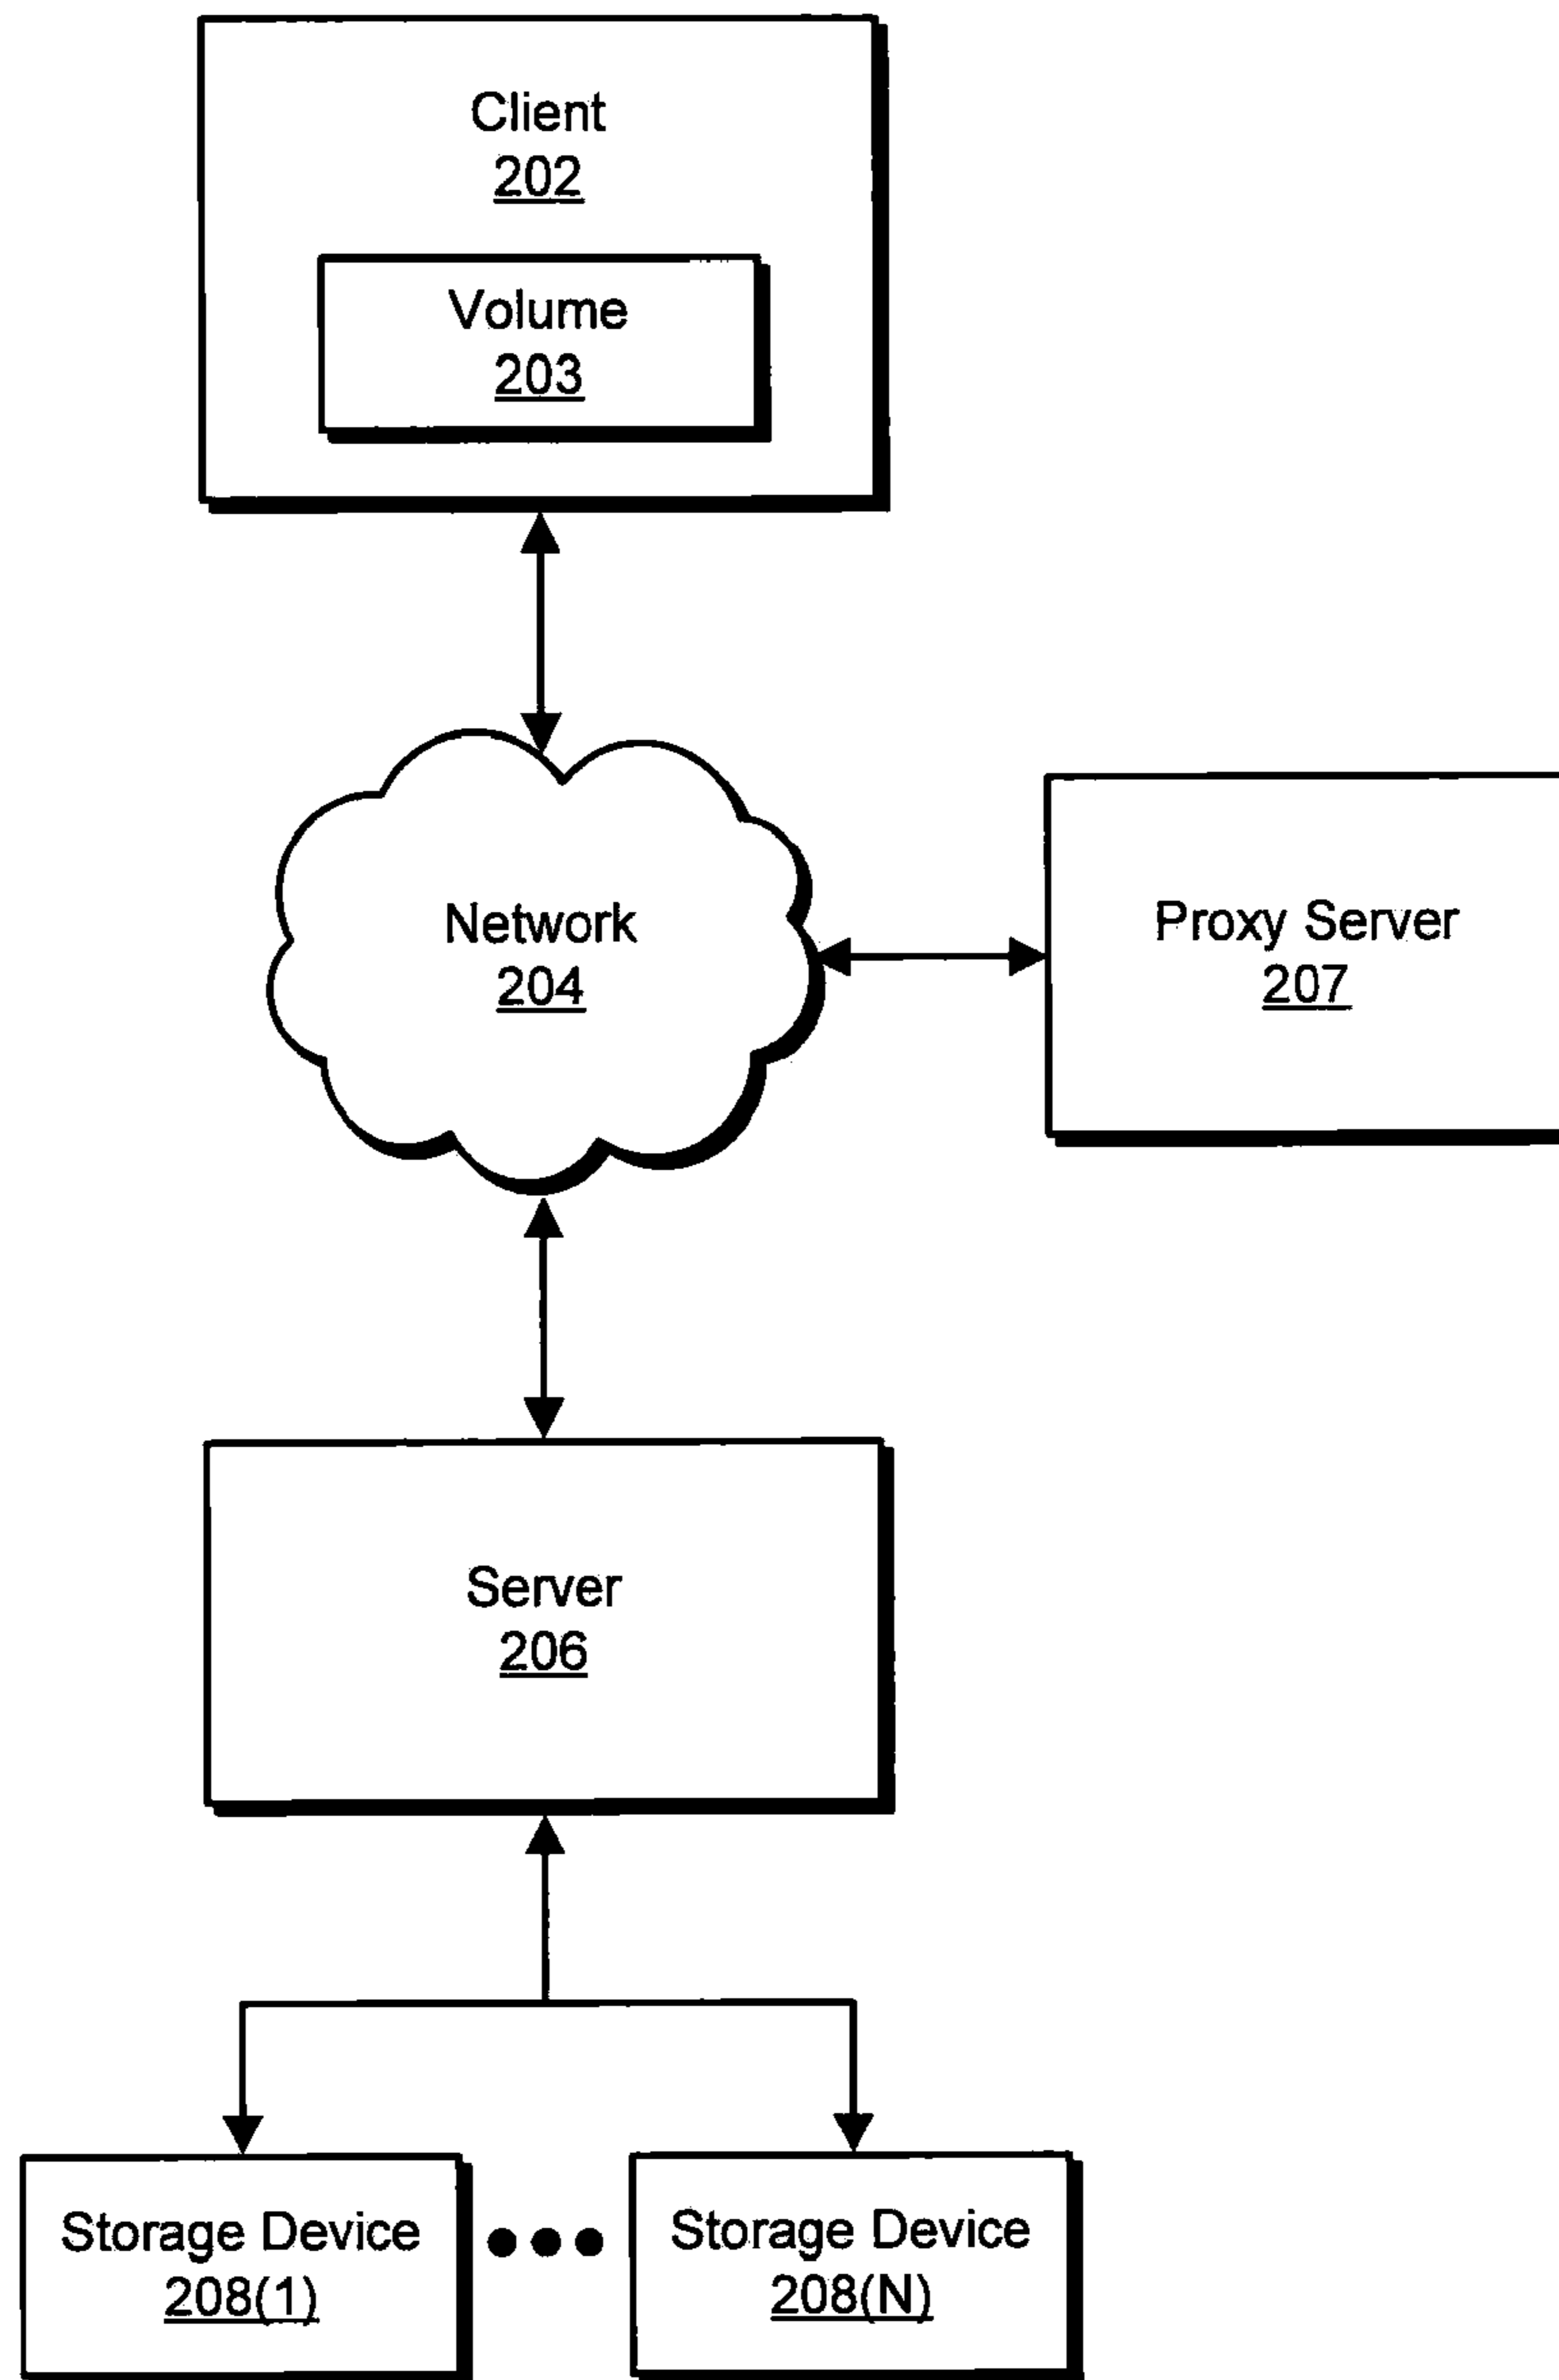 Client
202
Volume
203
Network
204
Proxy Server
207
Server
206
Storage Device
208(1)
Storage Device
208(N)